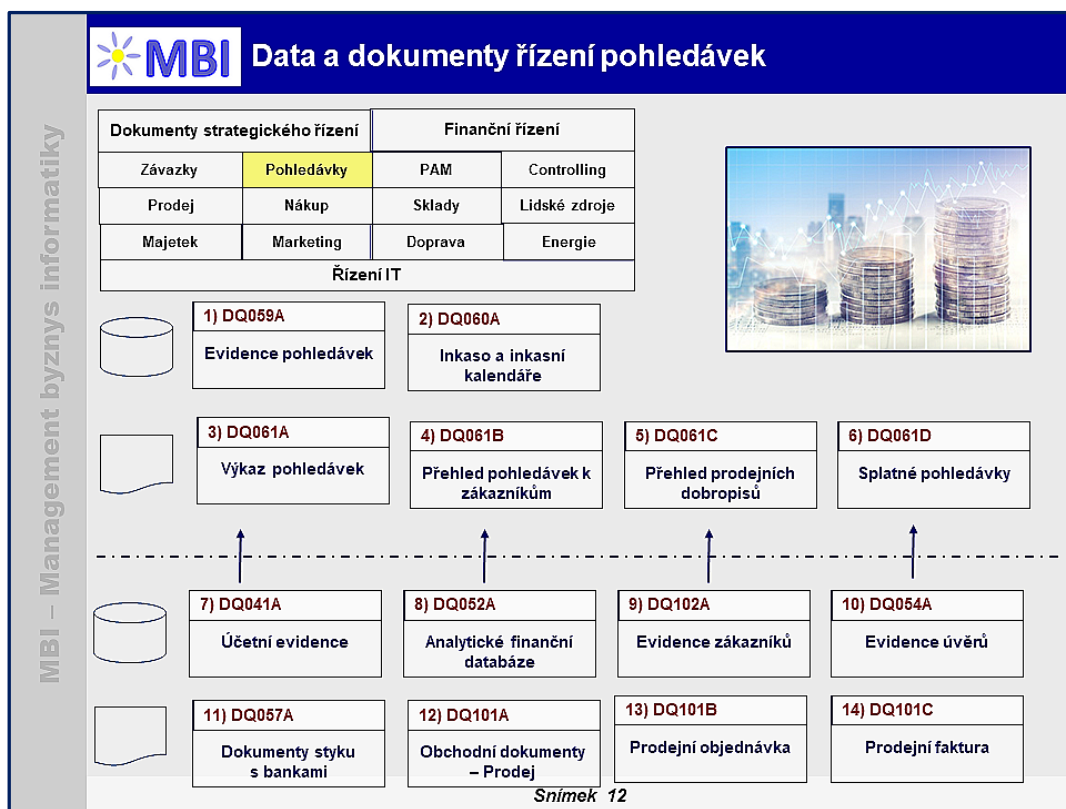 MBI
Data a dokumenty řízení pohledávek
MBI – Management byznys informatiky
Dokumenty strategického řízení
Finanční řízení
Závazky
Pohledávky
PAM
Controlling
Prodej
Nákup
Sklady
Lidské zdroje
Majetek
Marketing
Doprava
Energie
Řízení IT
1) DQ059A
Evidence pohledávek
2) DQ060A
Inkaso a inkasní
kalendáře
3) DQ061A
Výkaz pohledávek
4) DQ061B
Přehled pohledávek k
zákazníkům
5) DQ061C
Přehled prodejních
dobropisů
6) DQ061D
Splatné pohledávky
7) DQ041A
Účetní evidence
8) DQ052A
Analytické finanční
databáze
9) DQ102A
Evidence zákazníků
10) DQ054A
Evidence úvěrů
11) DQ057A
Dokumenty styku
s bankami
12) DQ101A
Obchodní dokumenty
– Prodej
13) DQ101B
Prodejní objednávka
14) DQ101C
Prodejní faktura
Snímek 12